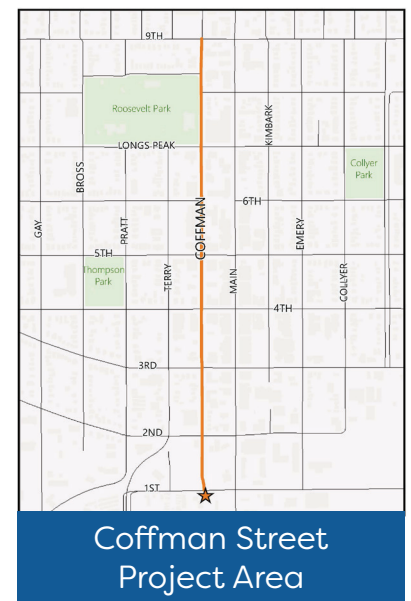 9TH
Roosevelt Park
KIMBARK
LONGS PEAK
Collyer
Park
BROSS
6TH
COFFMAN
GAY
PRATT
EMERY
5TH
Thompson
Park
TERRY
MAIN
COLLYER
4TH
3RD
2ND
1ST
Coffman Street
Project Area